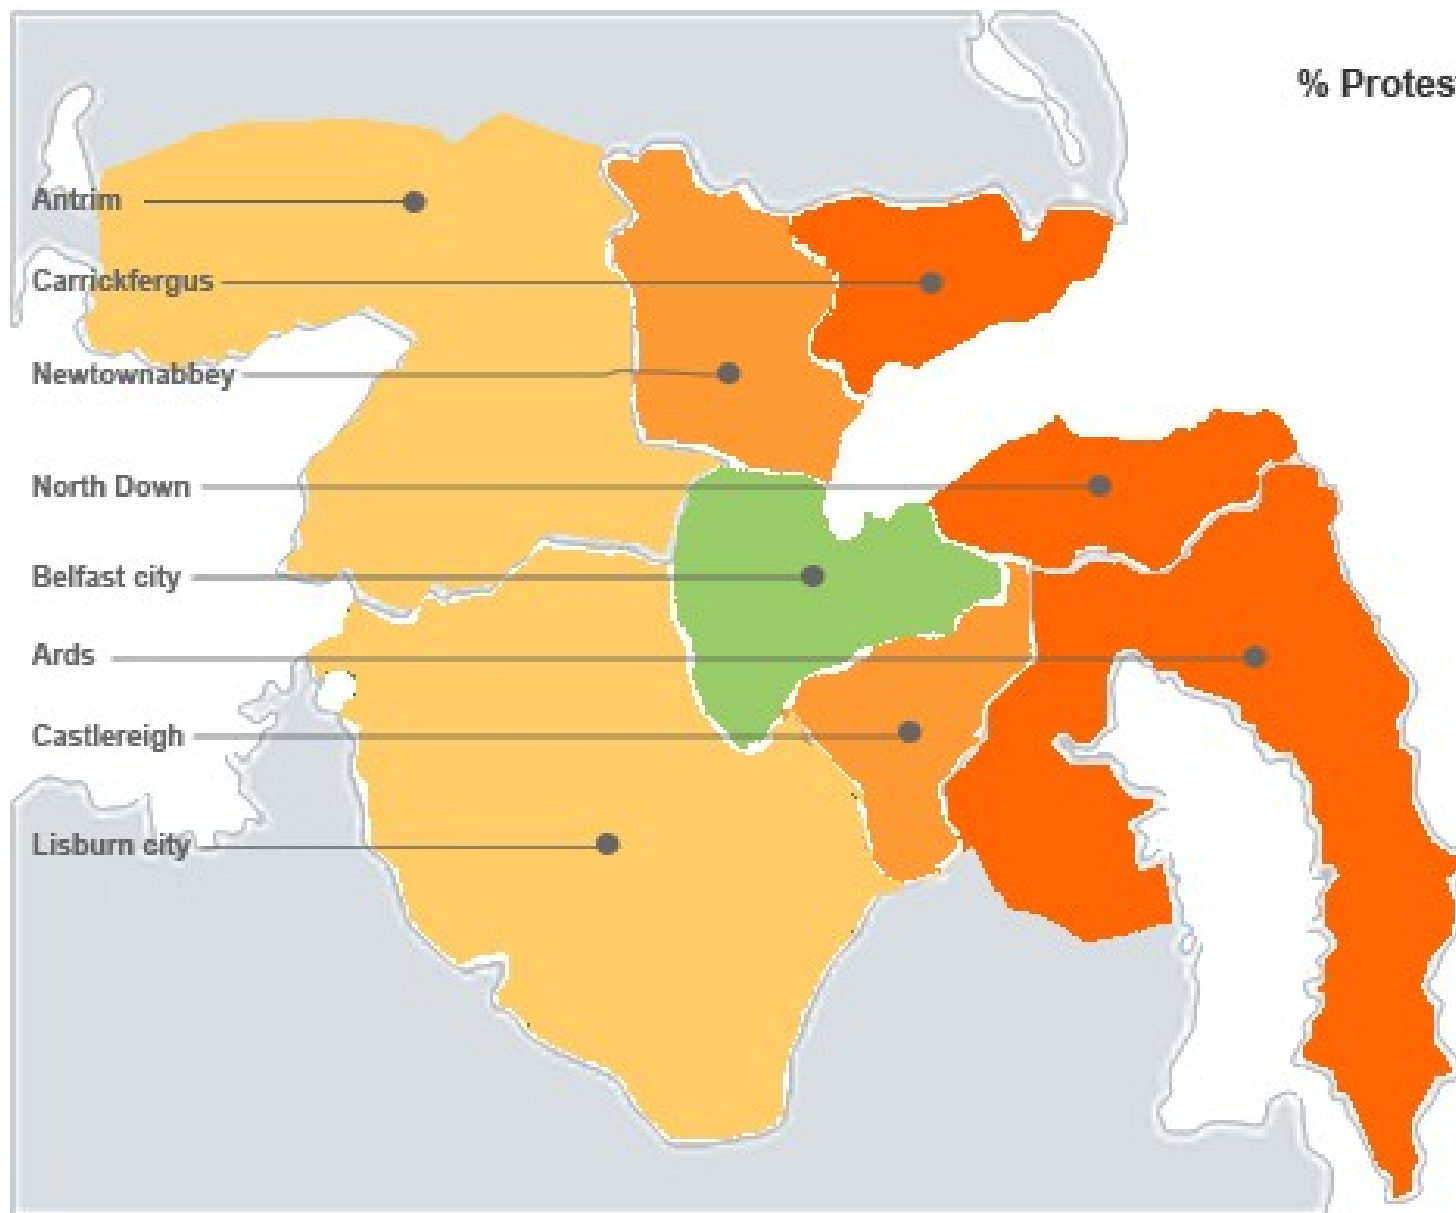 % Protes
Antrim
Carrickfergus
Newtownabbey
North Down
Belfast city
Ards
Castlereigh
Lisburn city